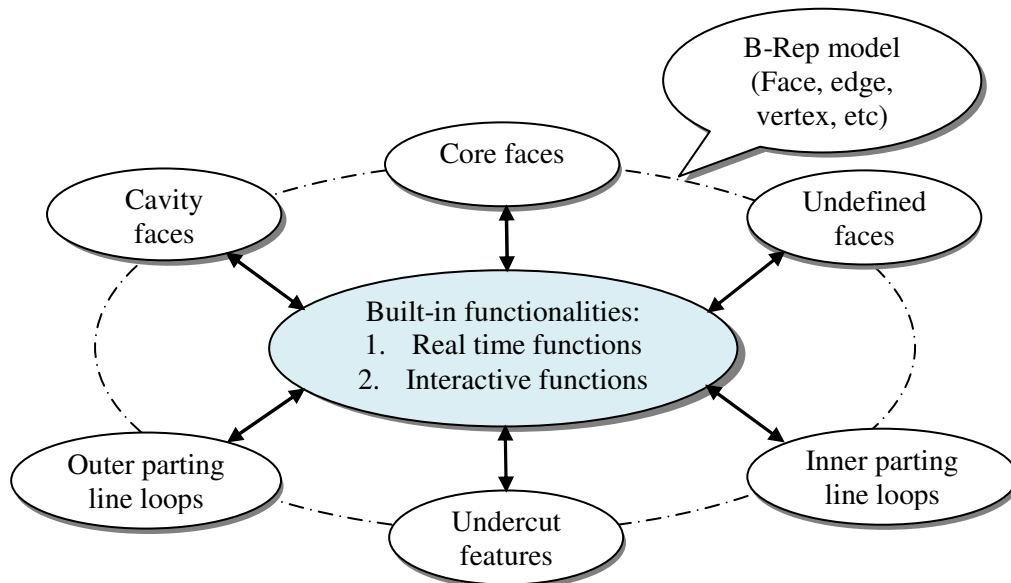 B-Rep model
(Face, edge,
vertex, etc)
Core faces
Cavity
faces
Undefined
faces
Built-in functionalities:
1. Real time functions
2. Interactive functions
Outer parting
line loops
Inner parting
line loops
Undercut
features